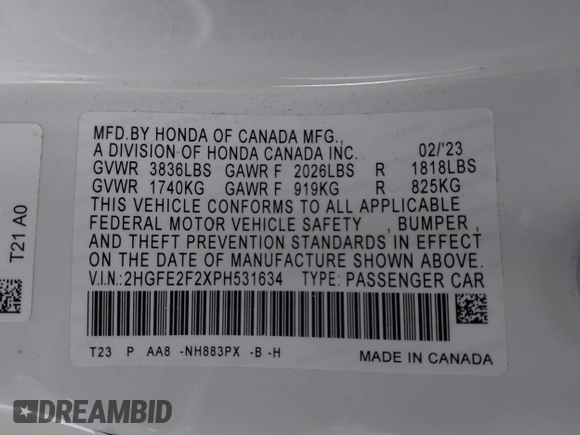 MFD.BY HONDA OF CANADA MFG.,
A DIVISION OF HONDA CANADA INC. 02/'23
GVWR 3836LBS GAWR F 2026LBS R 1818LBS
GVWR 1740KG GAWR F 919KG R 825KG
THIS VEHICLE CONFORMS TO ALL APPLICABLE
FEDERAL MOTOR VEHICLE SAFETY , BUMPER ,
AND THEFT PREVENTION STANDARDS IN EFFECT
ON THE DATE OF MANUFACTURE SHOWN ABOVE.
V.I.N.:2HGFE2F2XPH531634 TYPE: PASSENGER CAR
T23 P AA8 -NH883PX -B -H MADE IN CANADA
T21 A0
DREAMBID